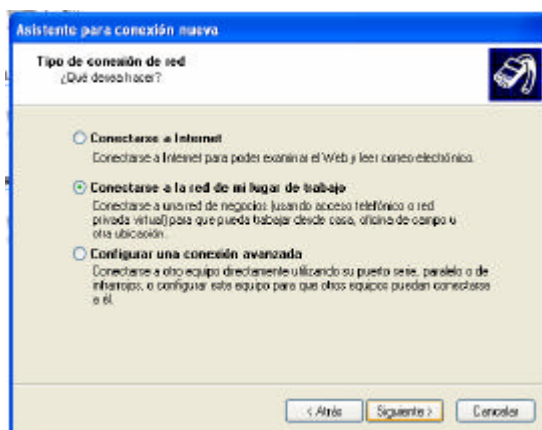 Asistente para conexión nueva
Tipo de conexión de red
¿Qué desea hacer?
Conectarse a Internet
Conectarse a Internet para poder examinar el Web y leer correo electrónico.
Conectarse a la red de mi lugar de trabajo
Conectarse a una red de negocios (usando acceso telefónico o red
privada virtual) para que pueda trabajar desde casa, oficina de campo u
otra ubicación.
Configurar una conexión avanzada
Conectarse a otro equipo directamente utilizando su puerto serie, paralelo o de
infrarrojos, o configurar este equipo para que otros equipos puedan conectarse
a él.
< Atrás
Siguiente >
Cancelar